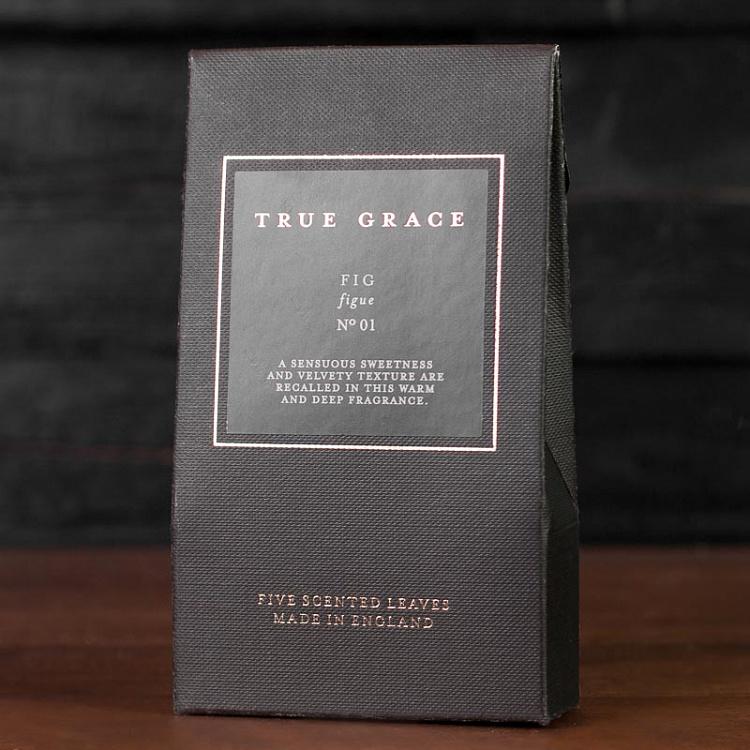 TRUE GRACE
FIG
figue
Nº 01
A SENSUOUS SWEETNESS
AND VELVETY TEXTURE ARE
RECALLED IN THIS WARM
AND DEEP FRAGRANCE.
FIVE SCENTED LEAVES
MADE IN ENGLAND